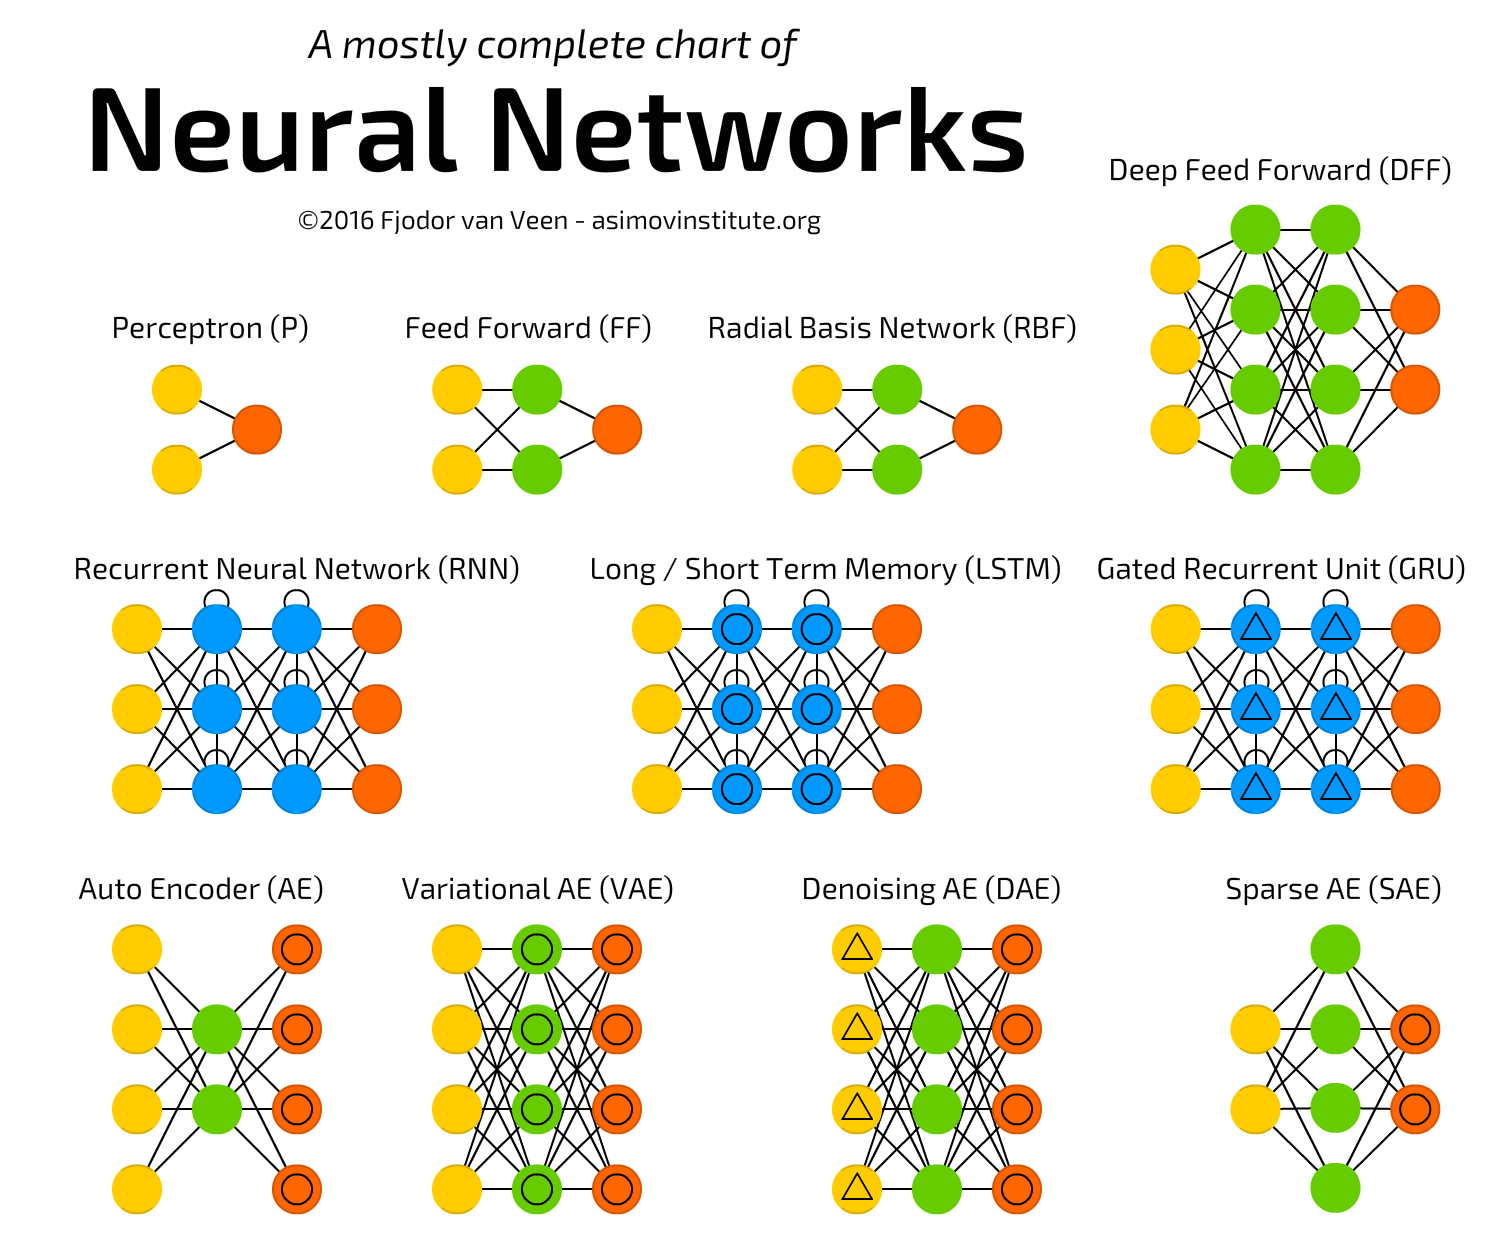 A mostly complete chart of
Neural Networks
©2016 Fjodor van Veen - asimovinstitute.org
Deep Feed Forward (DFF)
Perceptron (P)
Feed Forward (FF)
Radial Basis Network (RBF)
Recurrent Neural Network (RNN)
Long / Short Term Memory (LSTM)
Gated Recurrent Unit (GRU)
Auto Encoder (AE)
Variational AE (VAE)
Denoising AE (DAE)
Sparse AE (SAE)